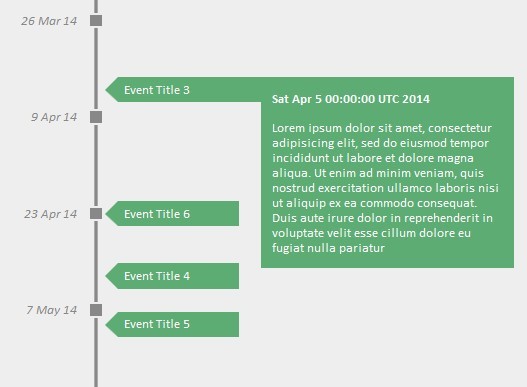 26 Mar 14
Event Title 3
Sat Apr 5 00:00:00 UTC 2014
9 Apr 14
Lorem ipsum dolor sit amet, consectetur
adipisicing elit, sed do eiusmod tempor
incididunt ut labore et dolore magna
aliqua. Ut enim ad minim veniam, quis
nostrud exercitation ullamco laboris nisi
ut aliquip ex ea commodo consequat.
Duis aute irure dolor in reprehenderit in
voluptate velit esse cillum dolore eu
fugiat nulla pariatur
23 Apr 14
Event Title 6
Event Title 4
7 May 14
Event Title 5